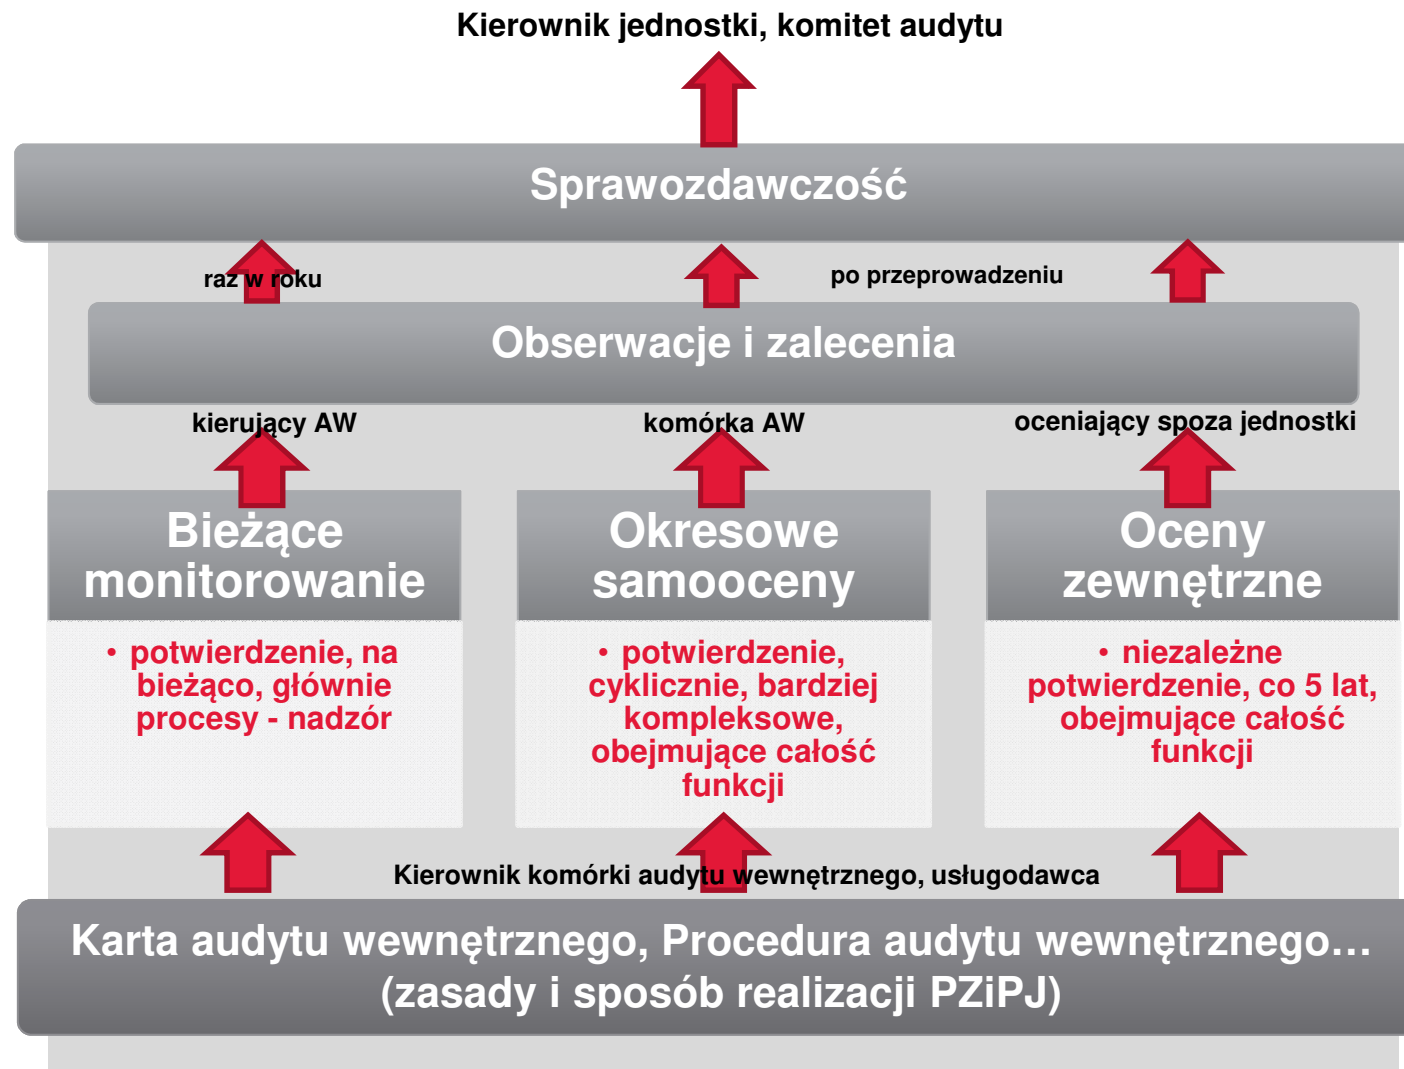 Kierownik jednostki, komitet audytu
Sprawozdawczość
raz w roku
po przeprowadzeniu
Obserwacje i zalecenia
kierujący AW
komórka AW
oceniający spoza jednostki
Bieżące
monitorowanie
• potwierdzenie, na
bieżąco, głównie
procesy - nadzór
Okresowe
samooceny
• potwierdzenie,
cyklicznie, bardziej
kompleksowe,
obejmujące całość
funkcji
Oceny
zewnętrzne
• niezależne
potwierdzenie, co 5 lat,
obejmujące całość
funkcji
Kierownik komórki audytu wewnętrznego, usługodawca
Karta audytu wewnętrznego, Procedura audytu wewnętrznego…
(zasady i sposób realizacji PZiPJ)